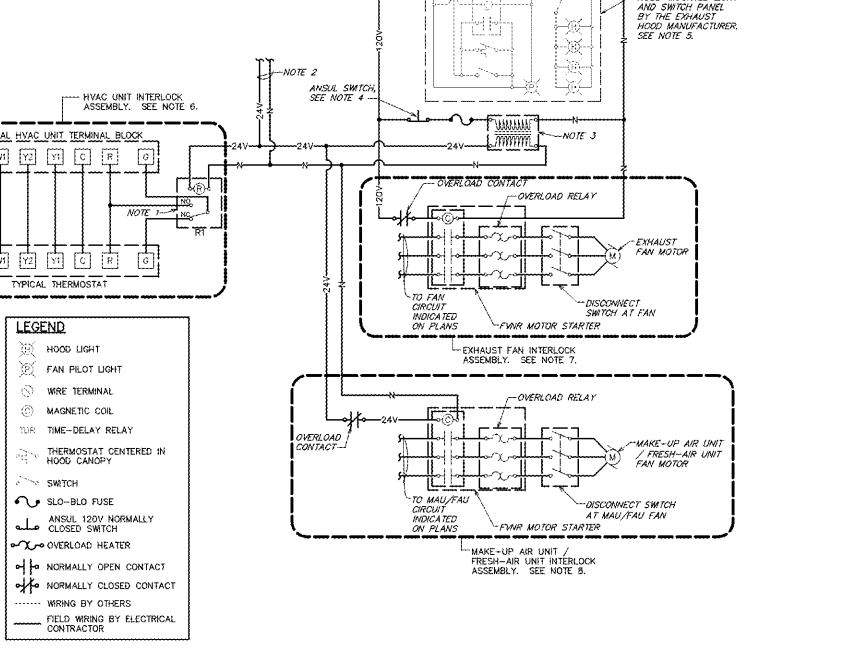 AND SWITCH PANEL
BY THE EXHAUST
HOOD MANUFACTURER.
SEE NOTE 5.
120V
N
NOTE 2
24V
N
ANSUL SWITCH,
SEE NOTE 4
HVAC UNIT INTERLOCK
ASSEMBLY. SEE NOTE 6.
NOTE 3
N
HVAC UNIT TERMINAL BLOCK
Y2
Y1
C
R
G
24V
24V
24V
N
N
N
R
NO
NOTE 1
NC
R1
Y2
Y1
C
R
G
TYPICAL THERMOSTAT
120V
N
OVERLOAD CONTACT
OVERLOAD RELAY
C
M
EXHAUST
FAN MOTOR
TO FAN
CIRCUIT
INDICATED
ON PLANS
DISCONNECT
SWITCH AT FAN
FVNR MOTOR STARTER
EXHAUST FAN INTERLOCK
ASSEMBLY. SEE NOTE 7.
24V
N
LEGEND
HOOD LIGHT
FAN PILOT LIGHT
WIRE TERMINAL
MAGNETIC COIL
TDR
TIME-DELAY RELAY
THERMOSTAT CENTERED IN
HOOD CANOPY
SWITCH
SLO-BLO FUSE
ANSUL 120V NORMALLY
CLOSED SWITCH
OVERLOAD HEATER
NORMALLY OPEN CONTACT
NORMALLY CLOSED CONTACT
WIRING BY OTHERS
FIELD WIRING BY ELECTRICAL
CONTRACTOR
N
OVERLOAD RELAY
24V
C
OVERLOAD
CONTACT
M
MAKE-UP AIR UNIT
/ FRESH-AIR UNIT
FAN MOTOR
TO MAU/FAU
CIRCUIT
INDICATED
ON PLANS
DISCONNECT SWITCH
AT MAU/FAU FAN
FVNR MOTOR STARTER
MAKE-UP AIR UNIT /
FRESH-AIR UNIT INTERLOCK
ASSEMBLY. SEE NOTE 8.